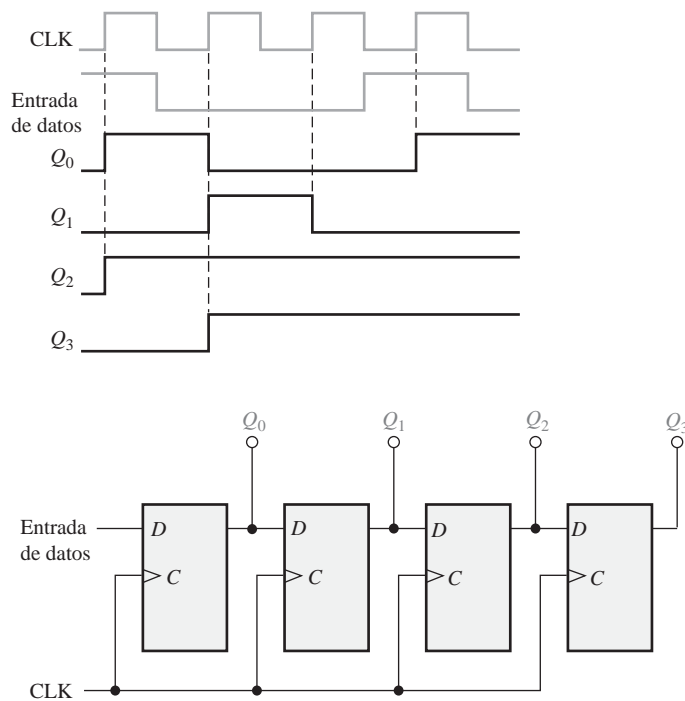 CLK
Entrada
de datos
Q0
Q1
Q2
Q3
Q0 Q1 Q2 Q3
Entrada
de datos
D D D D
C C C C
CLK